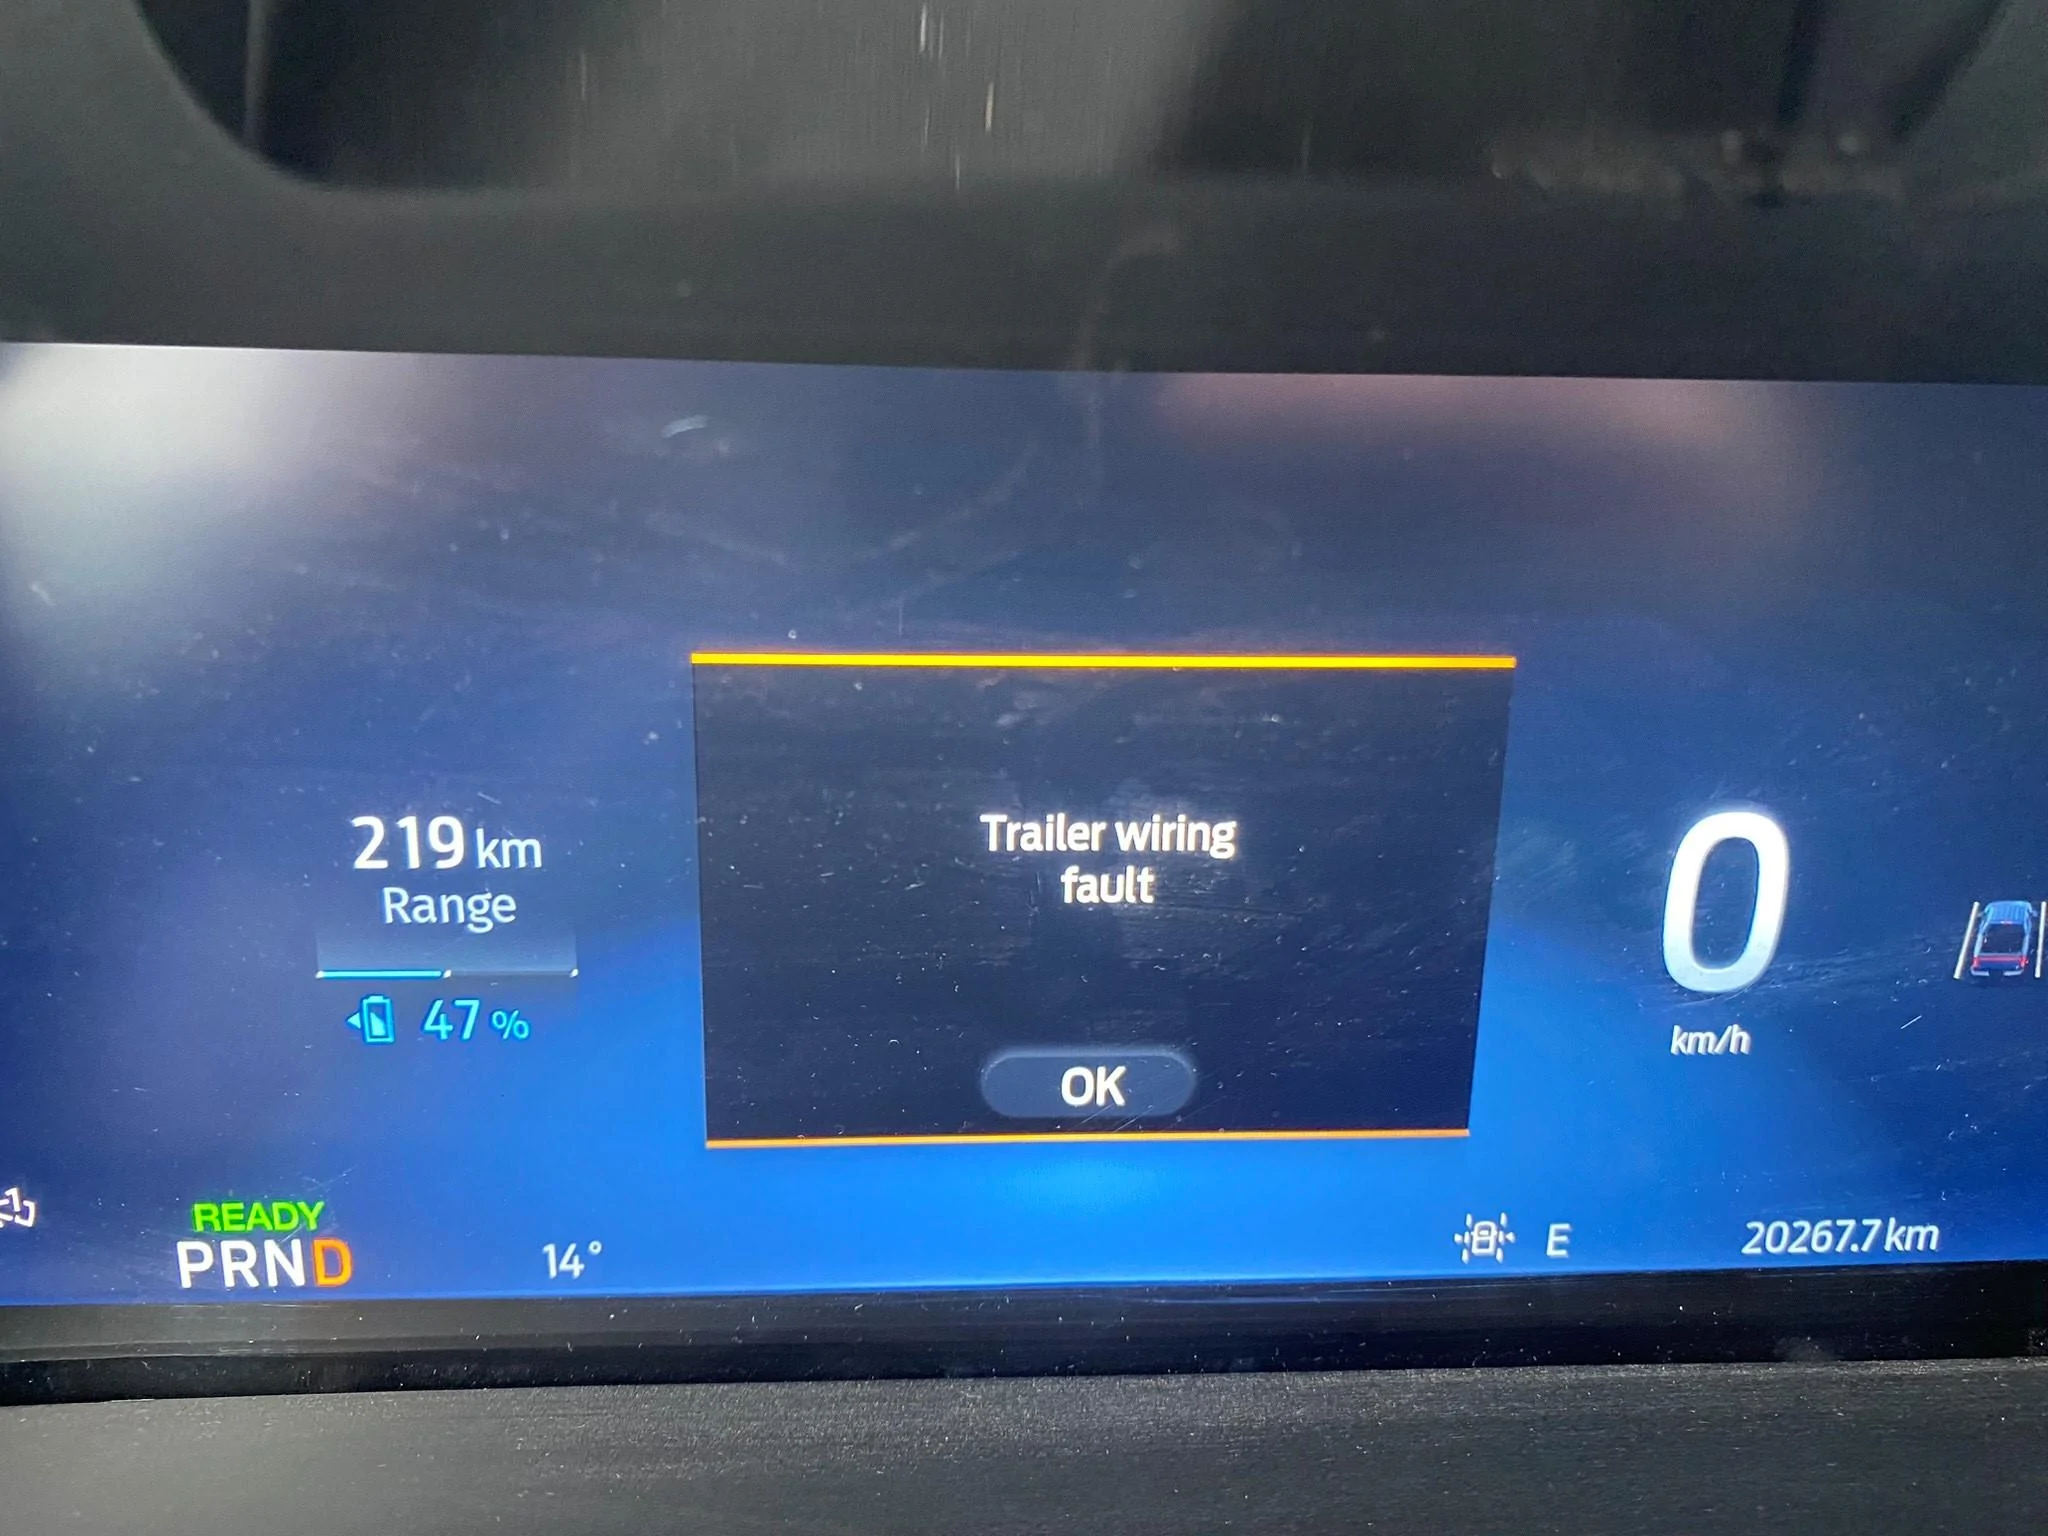 219 km
Range
47 %
Trailer wiring
fault
OK
0
km/h
READY
PRND
14°
E
20267.7 km